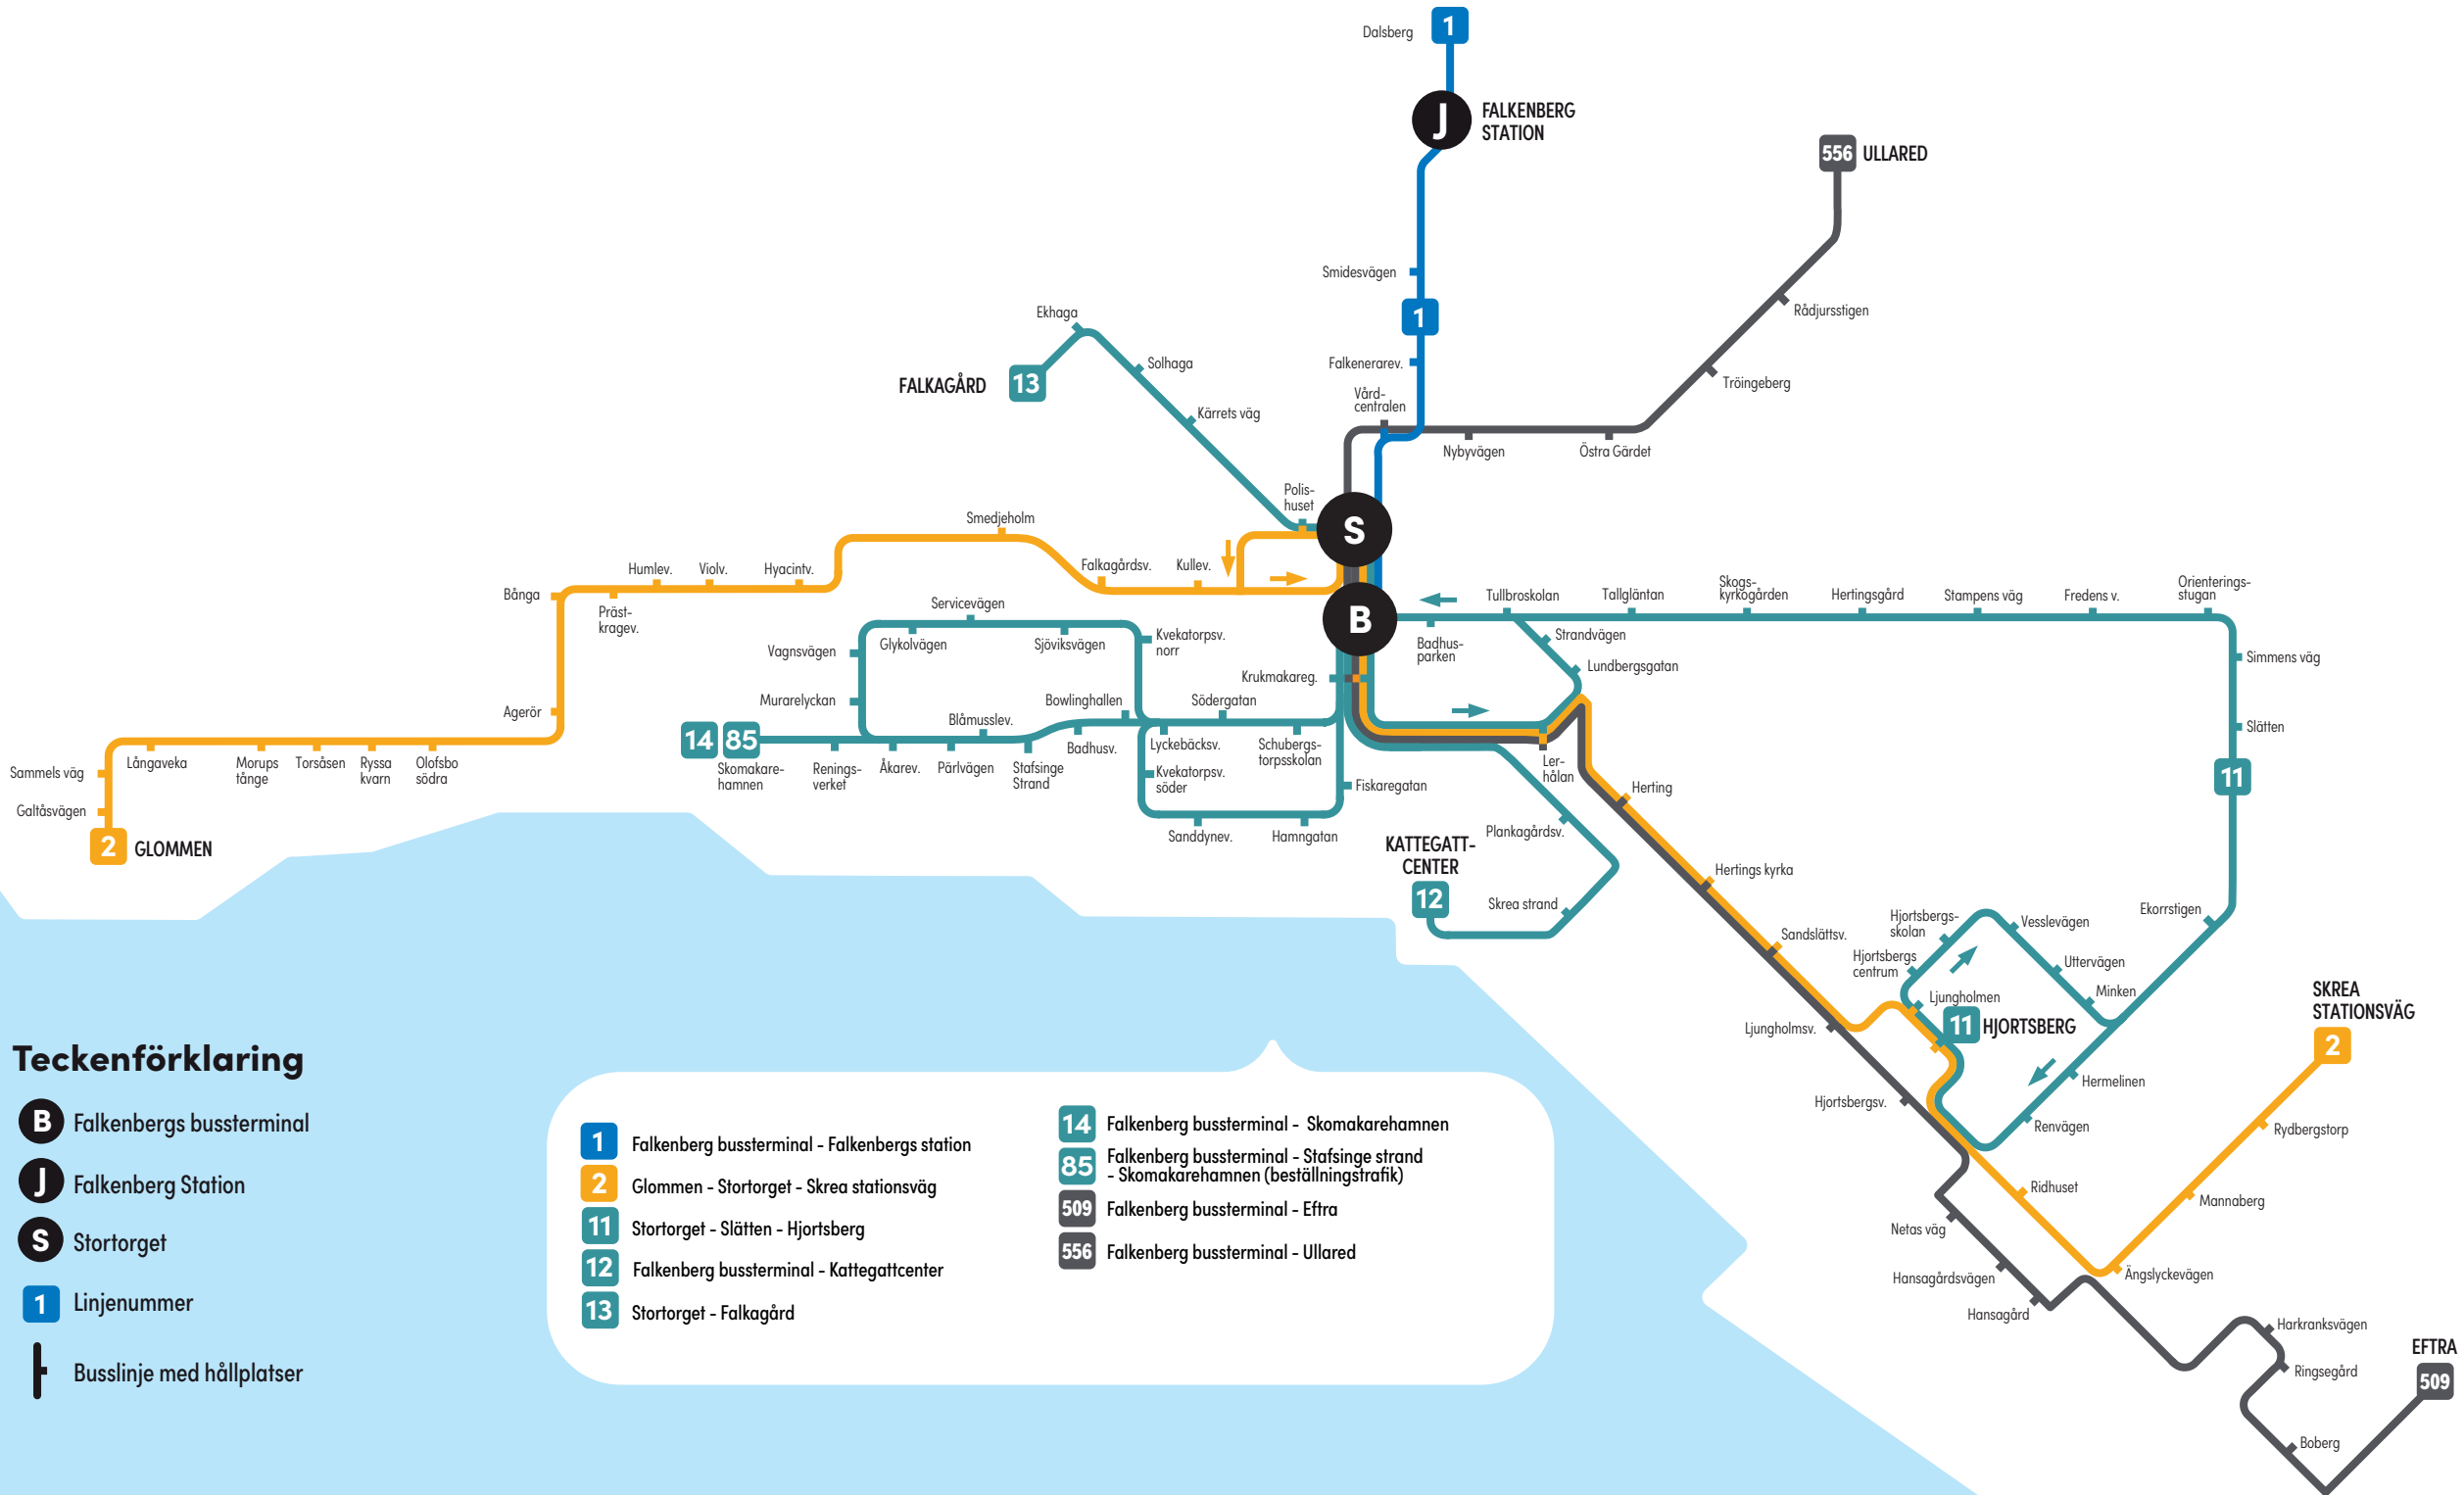 Dalsberg
1
J
FALKENBERG
STATION
556
ULLARED
Smidesvägen
Rådjursstigen
Ekhaga
1
Solhaga
Falkenerarev.
FALKAGÅRD
13
Tröingeberg
Kärrets väg
Vård-
centralen
Nybyvägen
Östra Gärdet
Polis-
huset
Smedjeholm
S
Humlev.
Violv.
Hyacintv.
Falkagårdsv.
Kullev.
Bånga
Präst-
kragev.
Servicevägen
B
Tullbroskolan
Tallgläntan
Skogs-
kyrkogården
Hertingsgård
Stampens väg
Fredens v.
Orienterings-
stugan
Vagnsvägen
Glykolvägen
Sjöviksvägen
Kvekatorpsv.
norr
Badhus-
parken
Strandvägen
Lundbergsgatan
Simmens väg
Krukmakareg.
Murarelyckan
Bowlinghallen
Södergatan
Agerör
Blåmusslev.
Slätten
14
85
Skomakare-
hamnen
Renings-
verket
Åkarev.
Pärlvägen
Stafsinge
Strand
Badhusv.
Lyckebäcksv.
Schubergs-
torpsskolan
Ler-
hålan
11
Sammels väg
Långaveka
Morups
tånge
Torsåsen
Ryssa
kvarn
Olofsbo
södra
Kvekatorpsv.
söder
Fiskaregatan
Herting
Galtåsvägen
2
GLOMMEN
Sanddynev.
Hamngatan
Plankagårdsv.
KATTEGATT-
CENTER
12
Skrea strand
Hertings kyrka
Sandslättsv.
Hjortsbergs-
skolan
Vesslevägen
Ekorrstigen
Hjortsbergs
centrum
Uttervägen
Ljungholmen
Minken
Ljungholmsv.
11
HJORTSBERG
SKREA
STATIONSVÄG
2
Hermelinen
Hjortsbergsv.
Renvägen
Rydbergstorp
Ridhuset
Mannaberg
Netas väg
Hansagårdsvägen
Ängslyckevägen
Hansagård
Harkranksvägen
Ringsegård
EFTRA
509
Boberg
Teckenförklaring
B
Falkenbergs bussterminal
J
Falkenberg Station
S
Stortorget
1
Linjenummer
Busslinje med hållplatser
1
Falkenberg bussterminal - Falkenbergs station
2
Glommen - Stortorget - Skrea stationsväg
11
Stortorget - Slätten - Hjortsberg
12
Falkenberg bussterminal - Kattegattcenter
13
Stortorget - Falkagård
14
Falkenberg bussterminal - Skomakarehamnen
85
Falkenberg bussterminal - Stafsinge strand
- Skomakarehamnen (beställningstrafik)
509
Falkenberg bussterminal - Eftra
556
Falkenberg bussterminal - Ullared